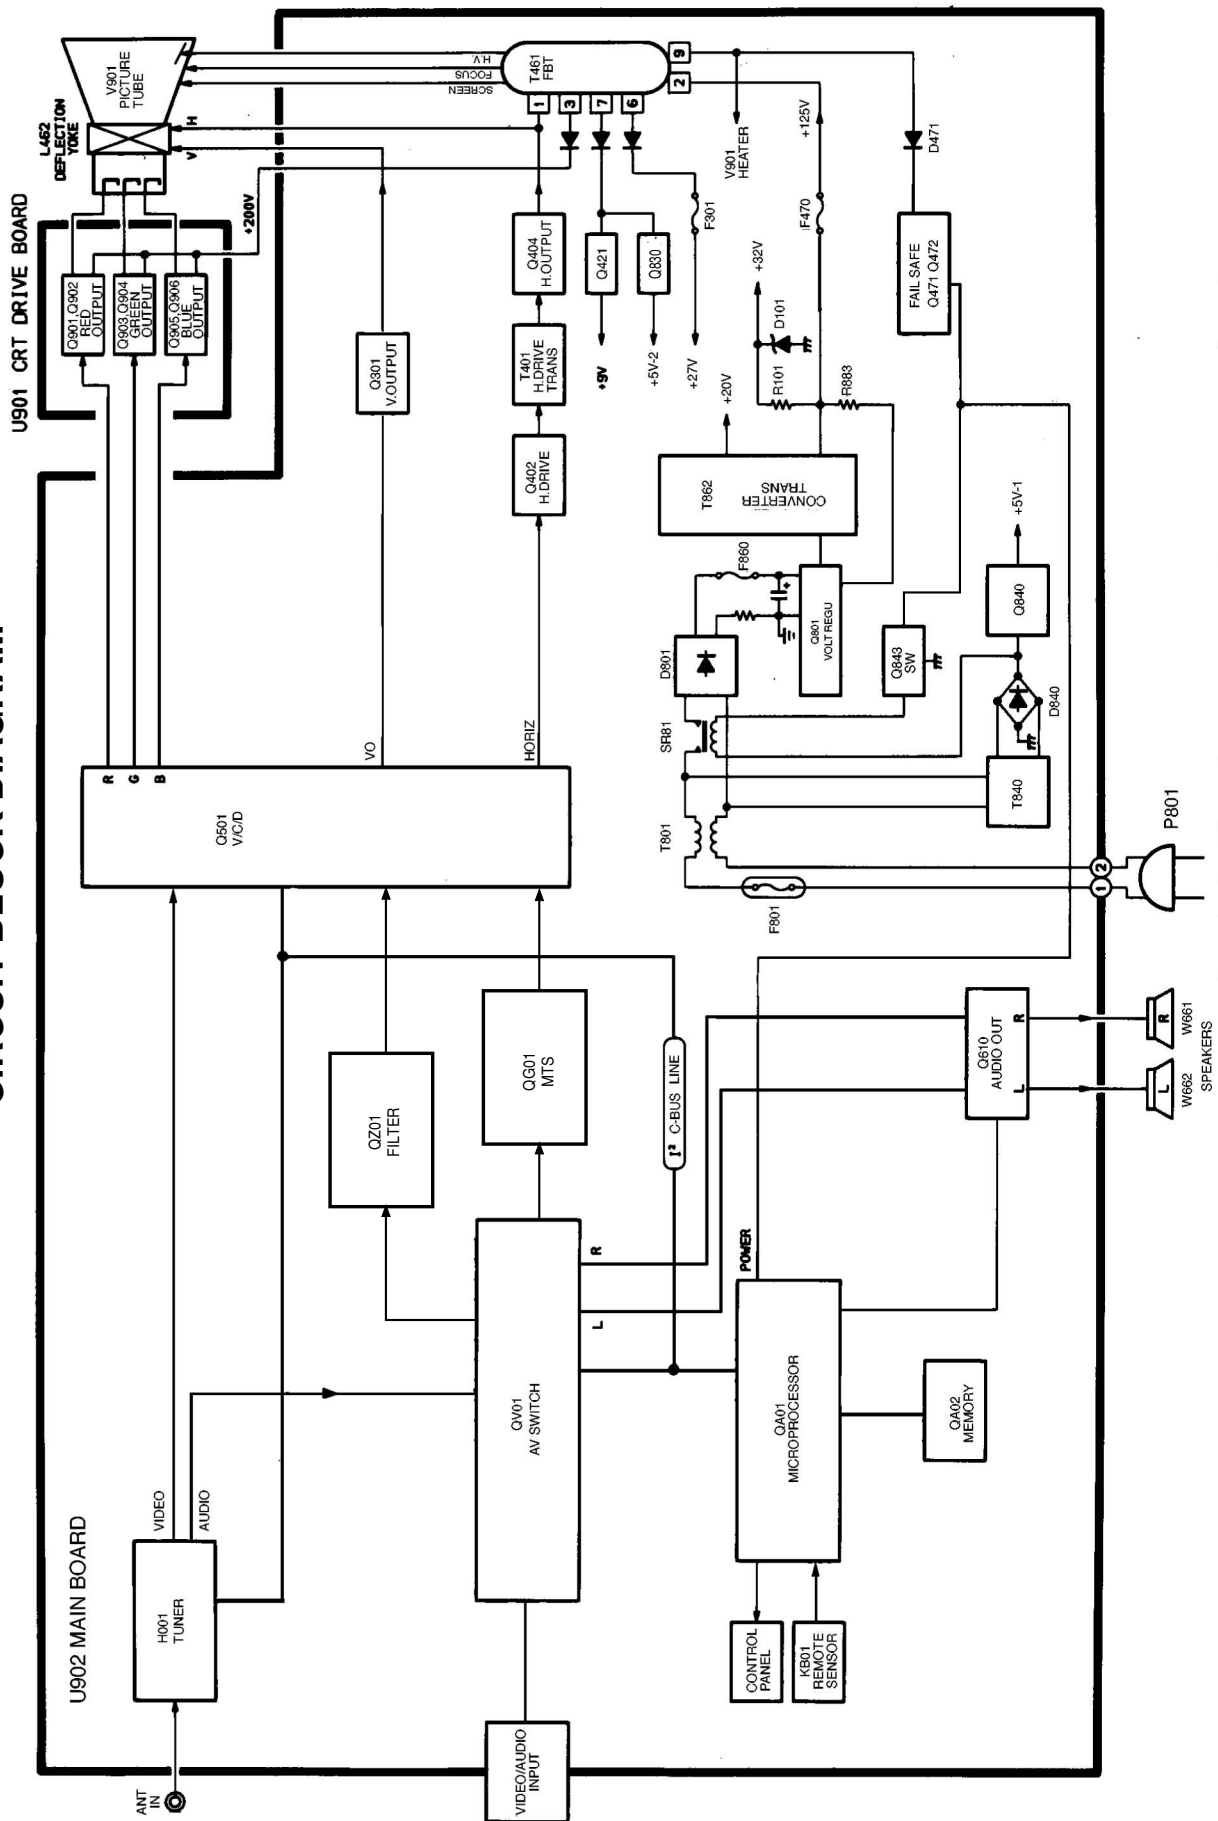 CIRCUIT BLOCK DIAGRAM
U902 MAIN BOARD
ANT
IN
H001
TUNER
VIDEO
AUDIO
VIDEO/AUDIO
INPUT
QV01
AV SWITCH
L
R
QZ01
FILTER
QG01
MTS
I² C-BUS LINE
CONTROL
PANEL
KB01
REMOTE
SENSOR
QA01
MICROPROCESSOR
POWER
QA02
MEMORY
Q610
AUDIO OUT
L
R
L
R
W662
W661
SPEAKERS
Q501
V/C/D
R
G
B
VO
HORIZ
U901 CRT DRIVE BOARD
Q901,Q902
RED
OUTPUT
Q903,Q904
GREEN
OUTPUT
Q905,Q906
BLUE
OUTPUT
+200V
L462
DEFLECTION
YOKE
V901
PICTURE
TUBE
V
H
SCREEN
FOCUS
H.V.
Q301
V.OUTPUT
Q402
H.DRIVE
T401
H.DRIVE
TRANS
Q404
H.OUTPUT
T461
FBT
1
3
7
6
2
9
Q421
+9V
Q830
+5V-2
F301
+27V
V901
HEATER
F470
+125V
D471
FAIL SAFE
Q471 Q472
+32V
R101
D101
R883
+20V
T862
CONVERTER
TRANS
F860
+
D801
Q801
VOLT REGU
SR81
Q843
SW
T801
F801
T840
D840
Q840
+5V-1
1
2
P801